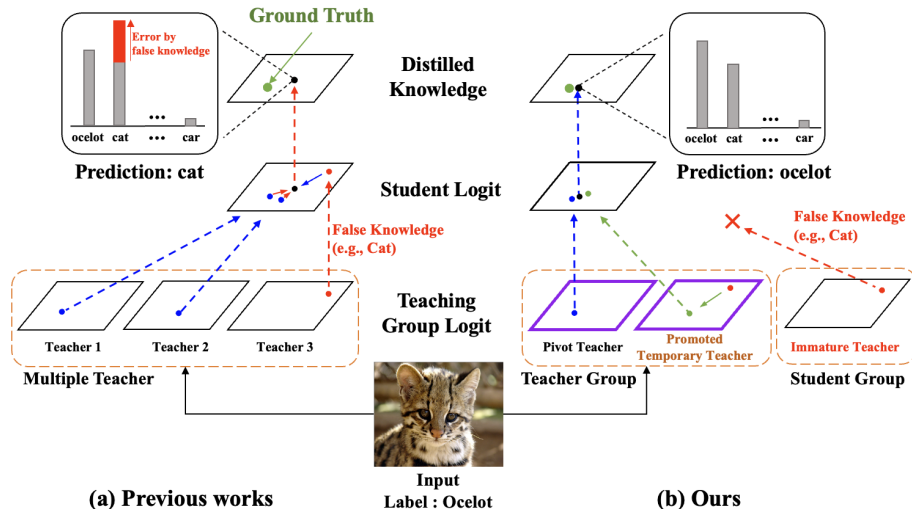 Ground Truth
Error by
false knowledge
ocelot
cat
...
...
car
Prediction: cat
Distilled
Knowledge
ocelot
cat
...
...
car
Prediction: ocelot
Student Logit
False Knowledge
(e.g., Cat)
False Knowledge
(e.g., Cat)
Teaching
Group Logit
Teacher 1
Teacher 2
Teacher 3
Multiple Teacher
Pivot Teacher
Promoted
Temporary Teacher
Teacher Group
Immature Teacher
Student Group
Input
Label : Ocelot
(a) Previous works
(b) Ours